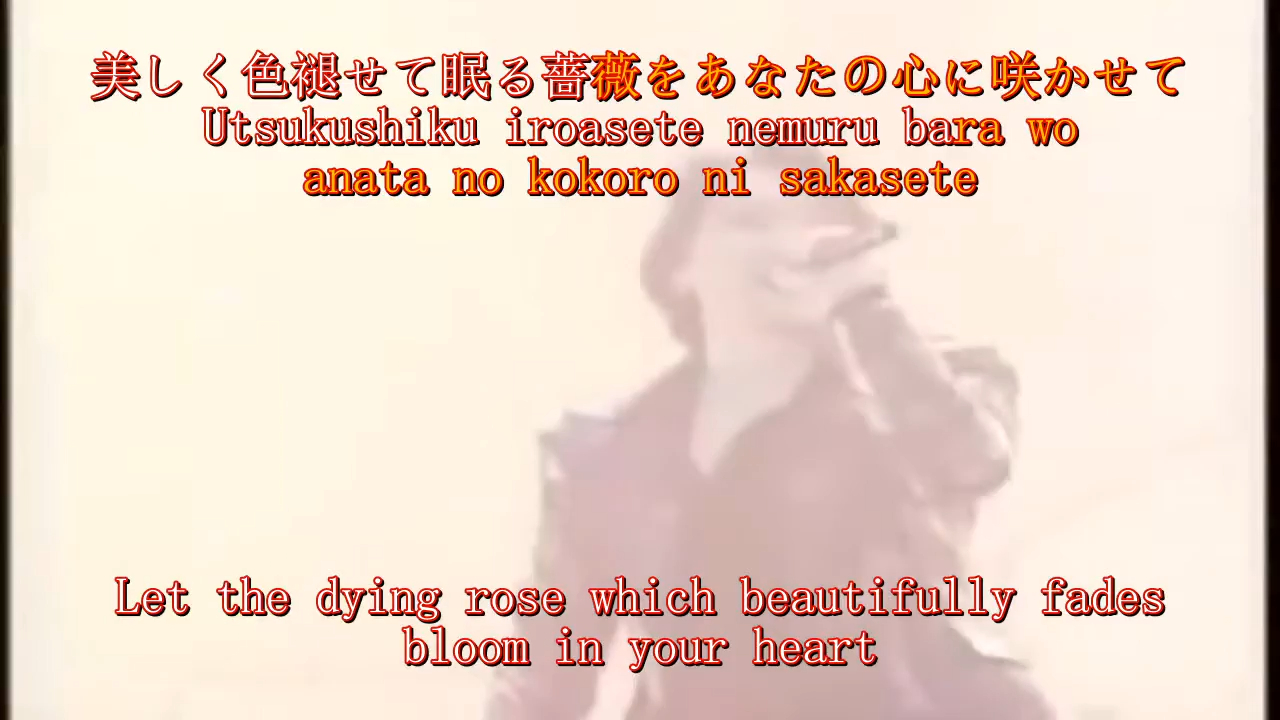 美しく色褪せて眠る薔薇をあなたの心に咲かせて
Utsukushiku iroasete nemuru bara wo
anata no kokoro ni sakasete
Let the dying rose which beautifully fades
bloom in your heart